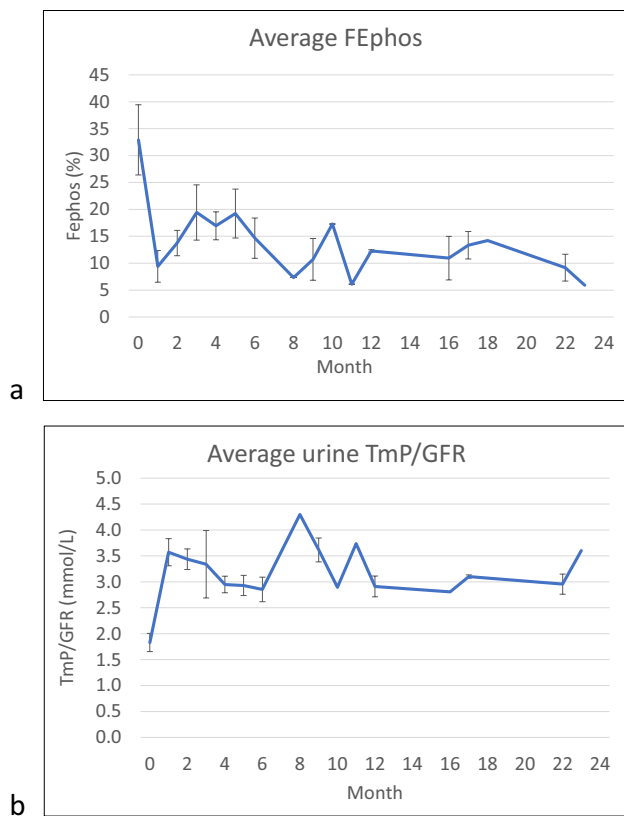 Average FEphos
45
40
35
30
25
20
15
10
5
0
Fephos (%)
0 2 4 6 8 10 12 14 16 18 20 22 24
Month
a
Average urine TmP/GFR
5.0
4.5
4.0
3.5
3.0
2.5
2.0
1.5
1.0
0.5
0.0
TmP/GFR (mmol/L)
0 2 4 6 8 10 12 14 16 18 20 22 24
Month
b